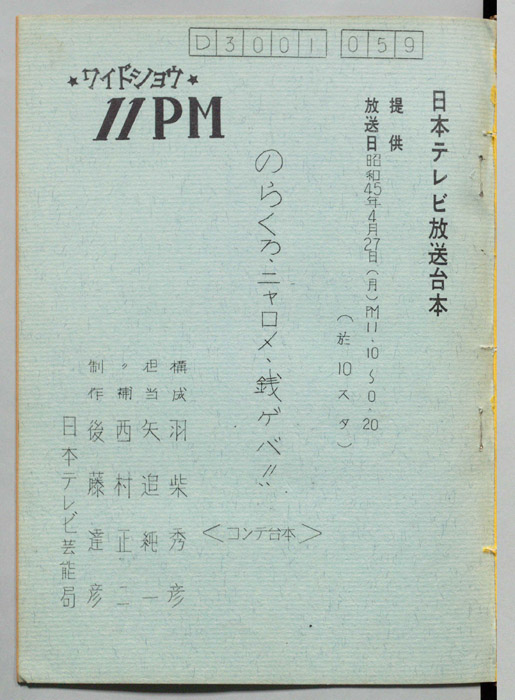 D3001 059
日本テレビ放送台本
提供
放送日 昭和45年4月27日(月)PM11.10〜0.20
(於 10スタ)
★ワイドショウ★
11PM
のらくろ、ニャロメ、銭ゲバ!!
<コンテ台本>
構成 羽柴秀彦
担当 矢追純一
〃補 西村正二
制作 後藤達彦
日本テレビ芸能局